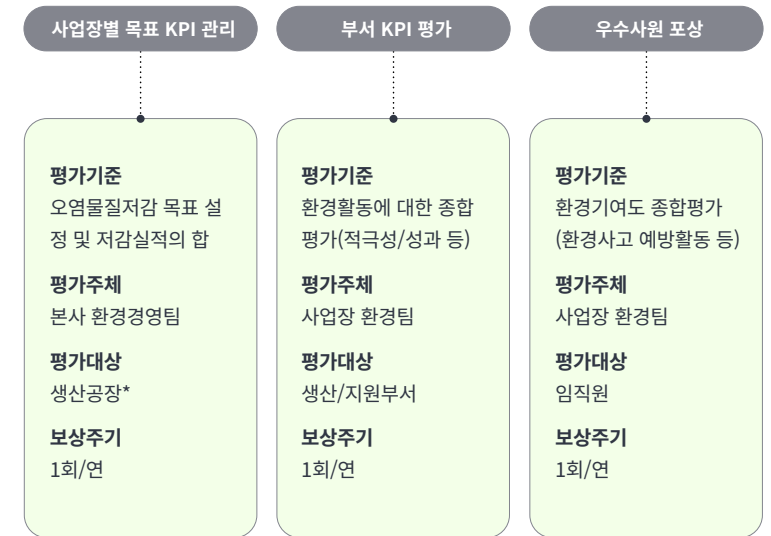 사업장별 목표 KPI 관리
평가기준
오염물질저감 목표 설
정 및 저감실적의 합
평가주체
본사 환경경영팀
평가대상
생산공장*
보상주기
1회/연
부서 KPI 평가
평가기준
환경활동에 대한 종합
평가(적극성/성과 등)
평가주체
사업장 환경팀
평가대상
생산/지원부서
보상주기
1회/연
우수사원 포상
평가기준
환경기여도 종합평가
(환경사고 예방활동 등)
평가주체
사업장 환경팀
평가대상
임직원
보상주기
1회/연